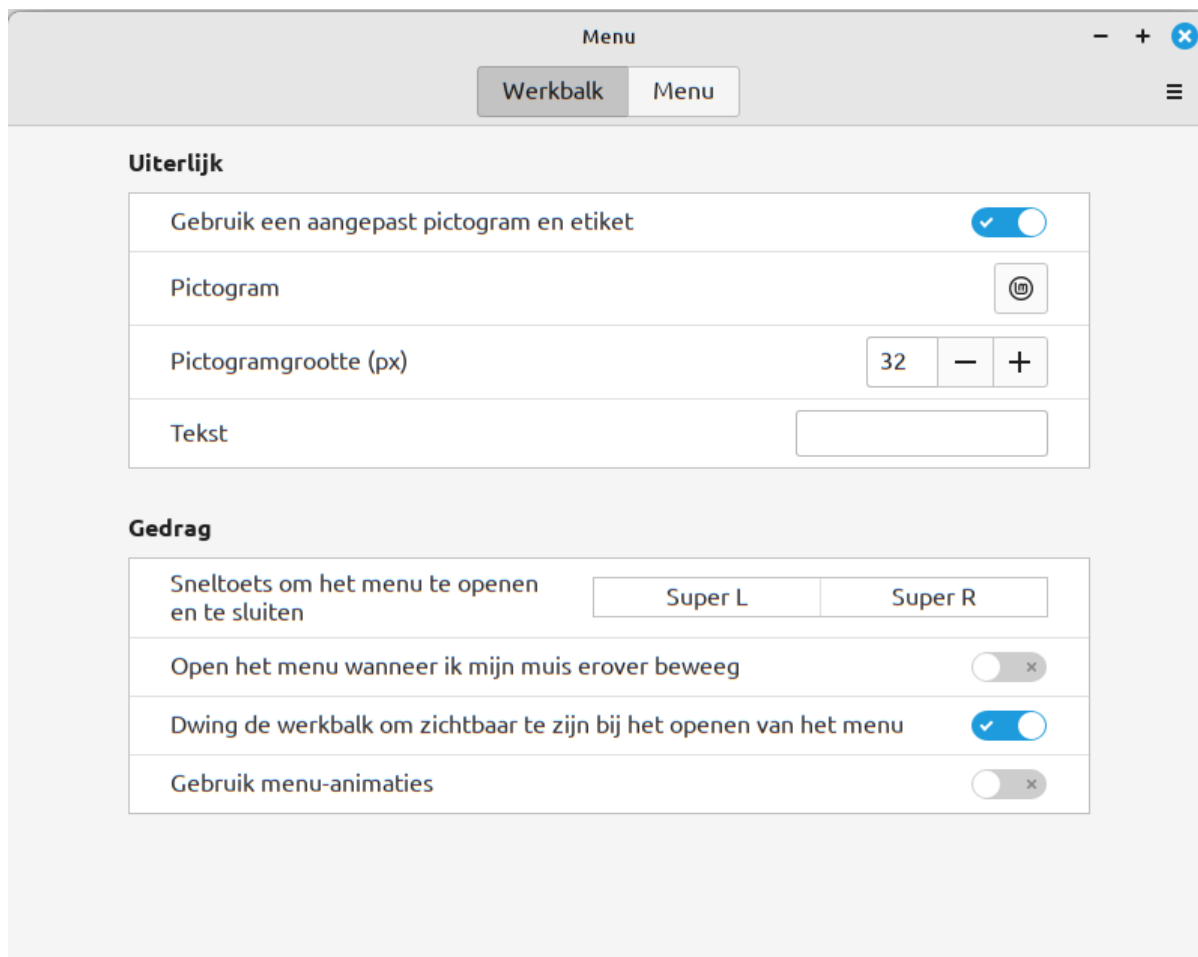 Menu
Werkbalk Menu
Uiterlijk
Gebruik een aangepast pictogram en etiket
Pictogram
Pictogramgrootte (px) 32
Tekst
Gedrag
Sneltoets om het menu te openen
en te sluiten
Super L Super R
Open het menu wanneer ik mijn muis erover beweeg
Dwing de werkbalk om zichtbaar te zijn bij het openen van het menu
Gebruik menu-animaties